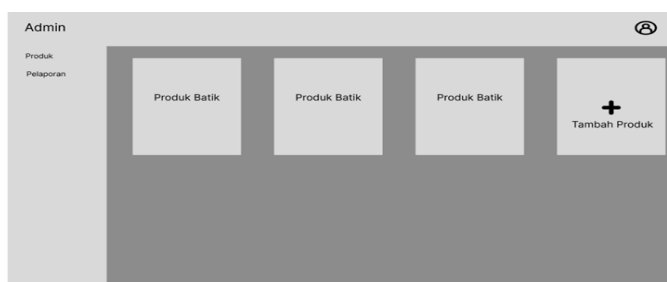 Admin
Produk
Pelaporan
Produk Batik
Produk Batik
Produk Batik
Tambah Produk